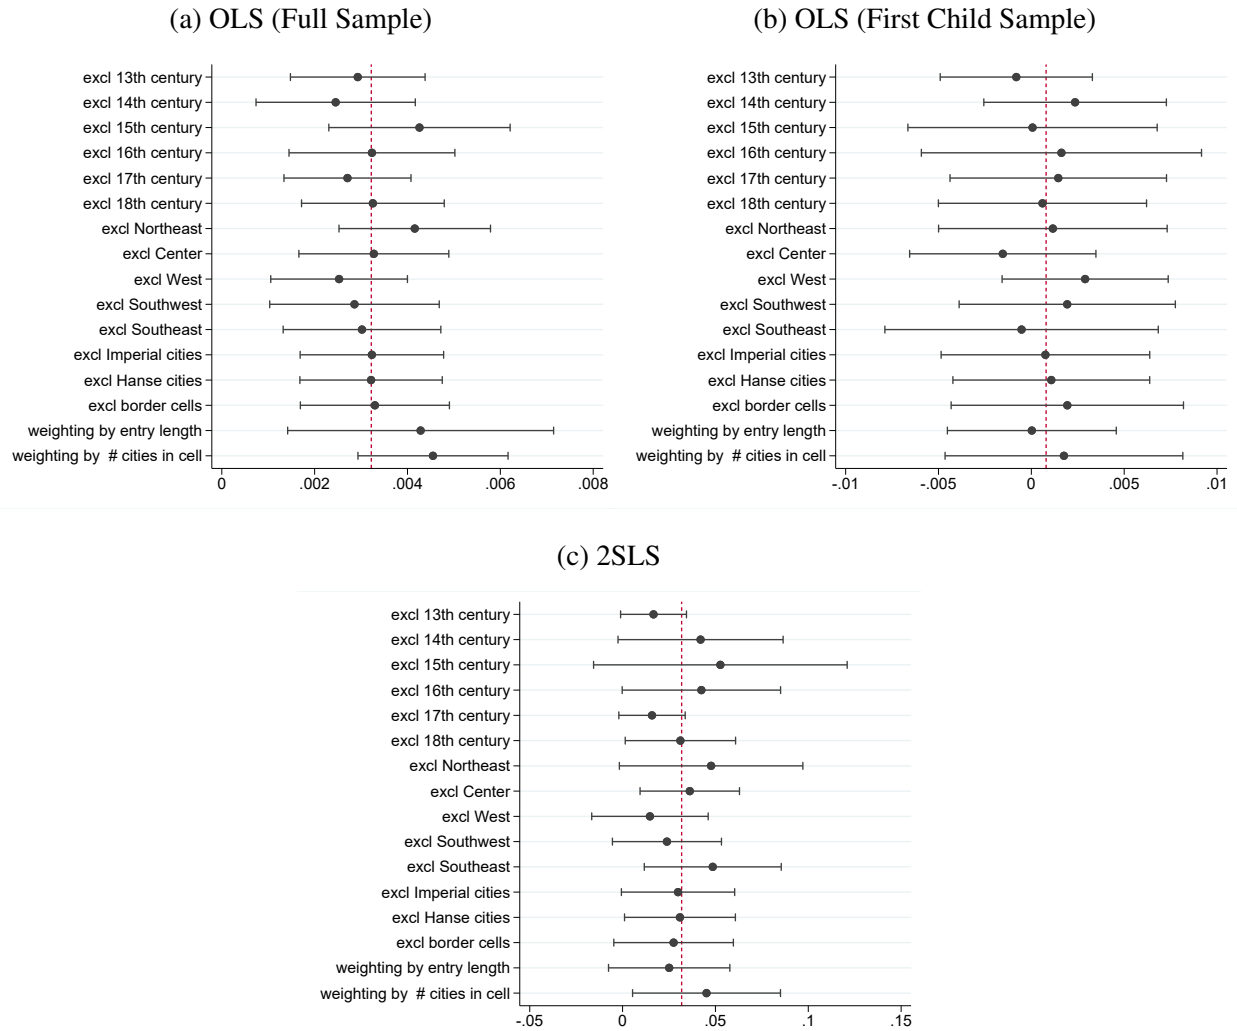 (a) OLS (Full Sample)
excl 13th century
excl 14th century
excl 15th century
excl 16th century
excl 17th century
excl 18th century
excl Northeast
excl Center
excl West
excl Southwest
excl Southeast
excl Imperial cities
excl Hanse cities
excl border cells
weighting by entry length
weighting by # cities in cell
0 .002 .004 .006 .008
(b) OLS (First Child Sample)
excl 13th century
excl 14th century
excl 15th century
excl 16th century
excl 17th century
excl 18th century
excl Northeast
excl Center
excl West
excl Southwest
excl Southeast
excl Imperial cities
excl Hanse cities
excl border cells
weighting by entry length
weighting by # cities in cell
-.01 -.005 0 .005 .01
(c) 2SLS
excl 13th century
excl 14th century
excl 15th century
excl 16th century
excl 17th century
excl 18th century
excl Northeast
excl Center
excl West
excl Southwest
excl Southeast
excl Imperial cities
excl Hanse cities
excl border cells
weighting by entry length
weighting by # cities in cell
-.05 0 .05 .1 .15